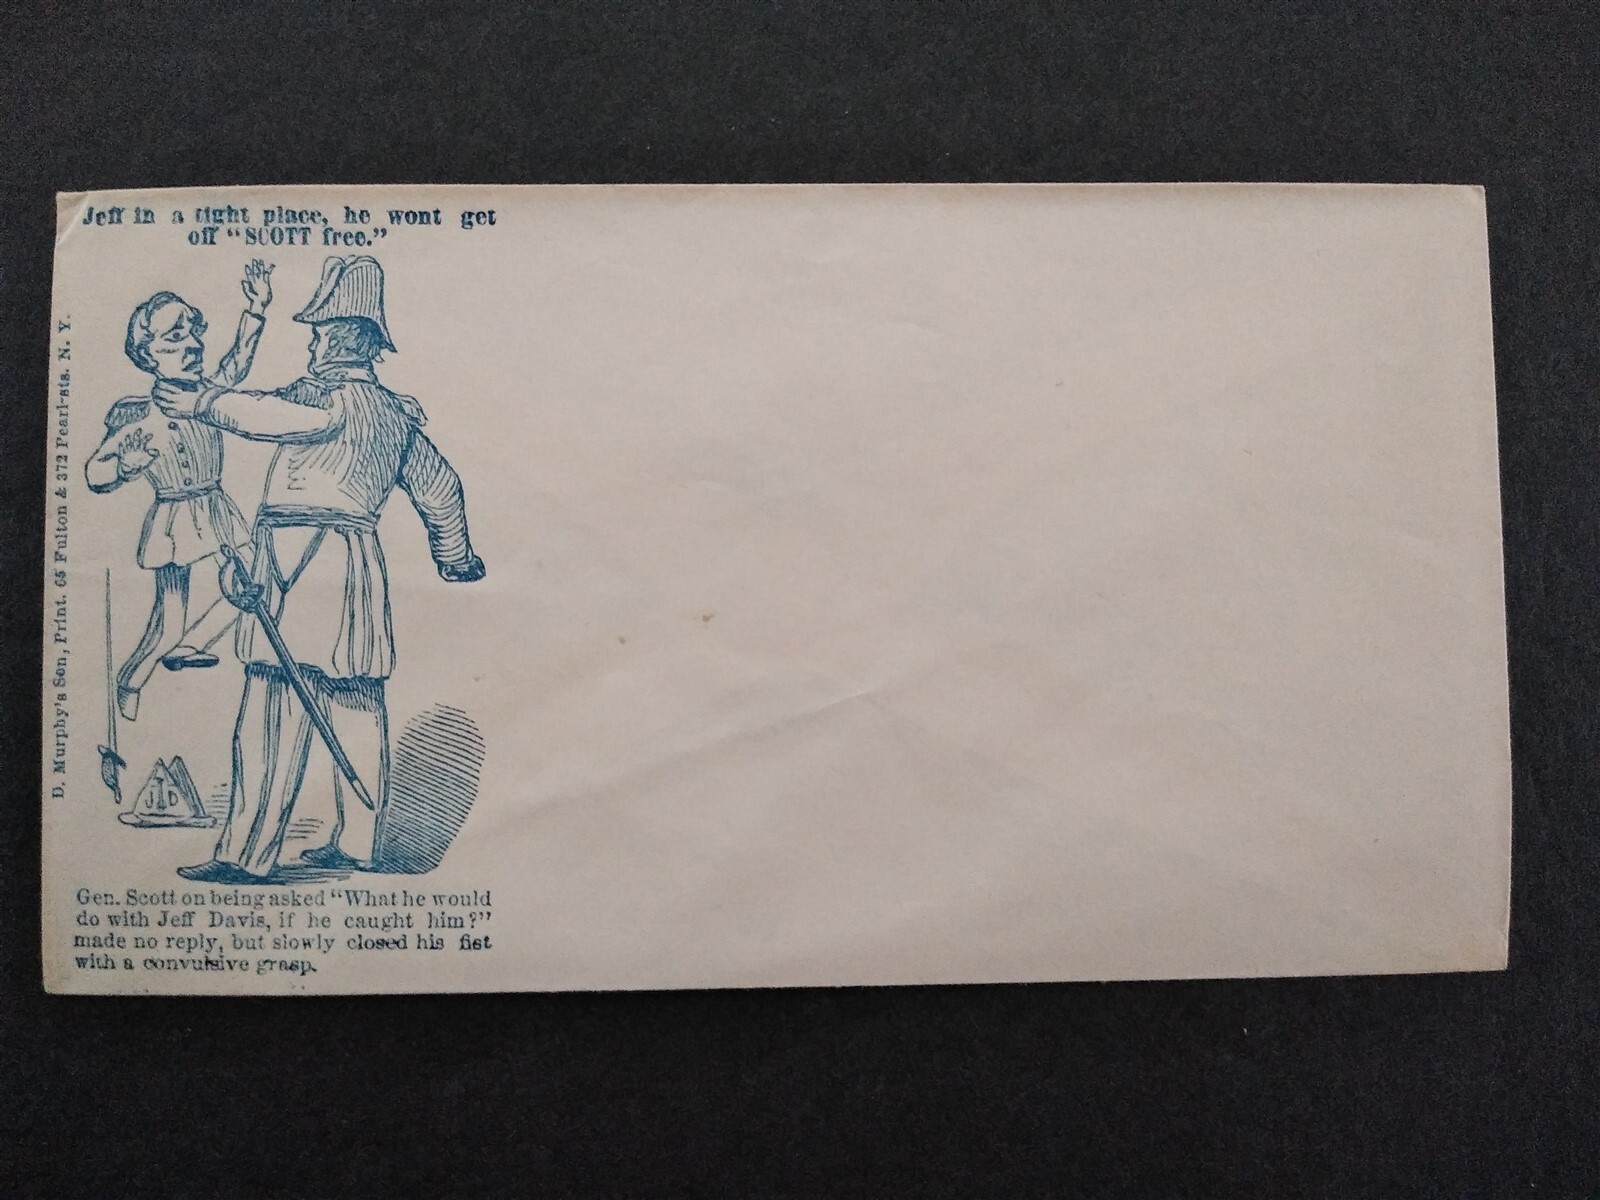 Jeff in a tight place, he wont get
off "SCOTT free."
D. Murphy's Son, Print. 65 Fulton & 372 Pearl-sts. N. Y.
J D
Gen. Scott on being asked "What he would
do with Jeff Davis, if he caught him?"
made no reply, but slowly closed his fist
with a convulsive grasp.